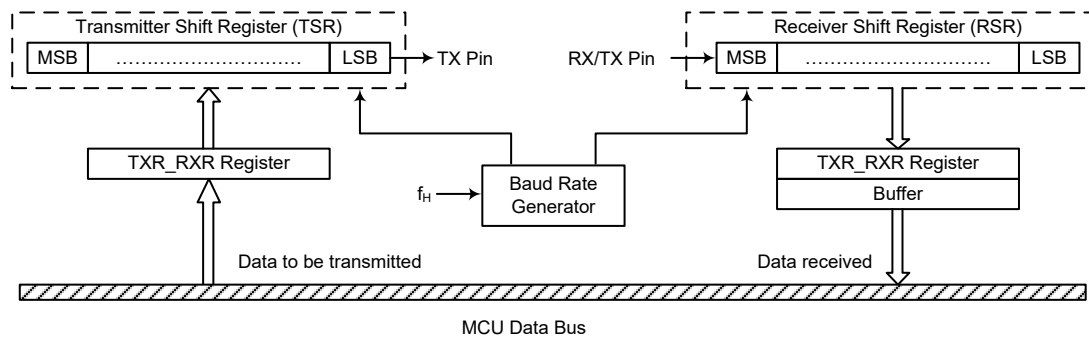 Transmitter Shift Register (TSR)
MSB ................................ LSB
TX Pin
RX/TX Pin
Receiver Shift Register (RSR)
MSB ................................ LSB
TXR_RXR Register
fH
Baud Rate
Generator
TXR_RXR Register
Buffer
Data to be transmitted
Data received
MCU Data Bus